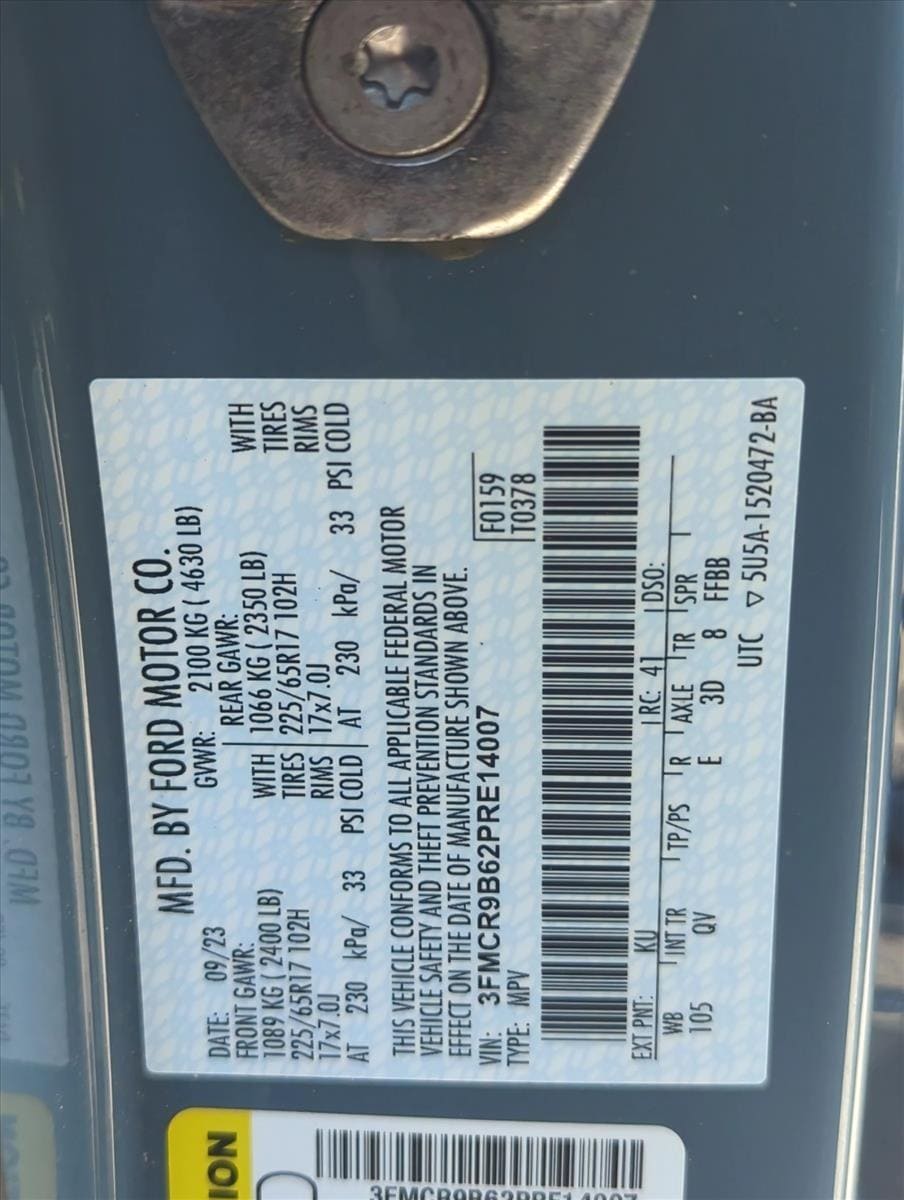 MFD. BY FORD MOTOR CO.
DATE: 09/23 GVWR: 2100 KG ( 4630 LB)
FRONT GAWR: REAR GAWR:
1089 KG ( 2400 LB) WITH 1066 KG ( 2350 LB) WITH
225/65R17 102H TIRES 225/65R17 102H TIRES
17x7.0J RIMS 17x7.0J RIMS
AT 230 kPa/ 33 PSI COLD AT 230 kPa/ 33 PSI COLD
THIS VEHICLE CONFORMS TO ALL APPLICABLE FEDERAL MOTOR
VEHICLE SAFETY AND THEFT PREVENTION STANDARDS IN
EFFECT ON THE DATE OF MANUFACTURE SHOWN ABOVE.
VIN: 3FMCR9B62PRE14007 F0159
TYPE: MPV T0378
EXT PNT: KU RC: 41 DSO:
WB INT TR TP/PS R AXLE TR SPR
105 QV E 3D 8 FFBB
UTC ▽ 5U5A-1520472-BA
ION
3FMCR9B62PRE14007